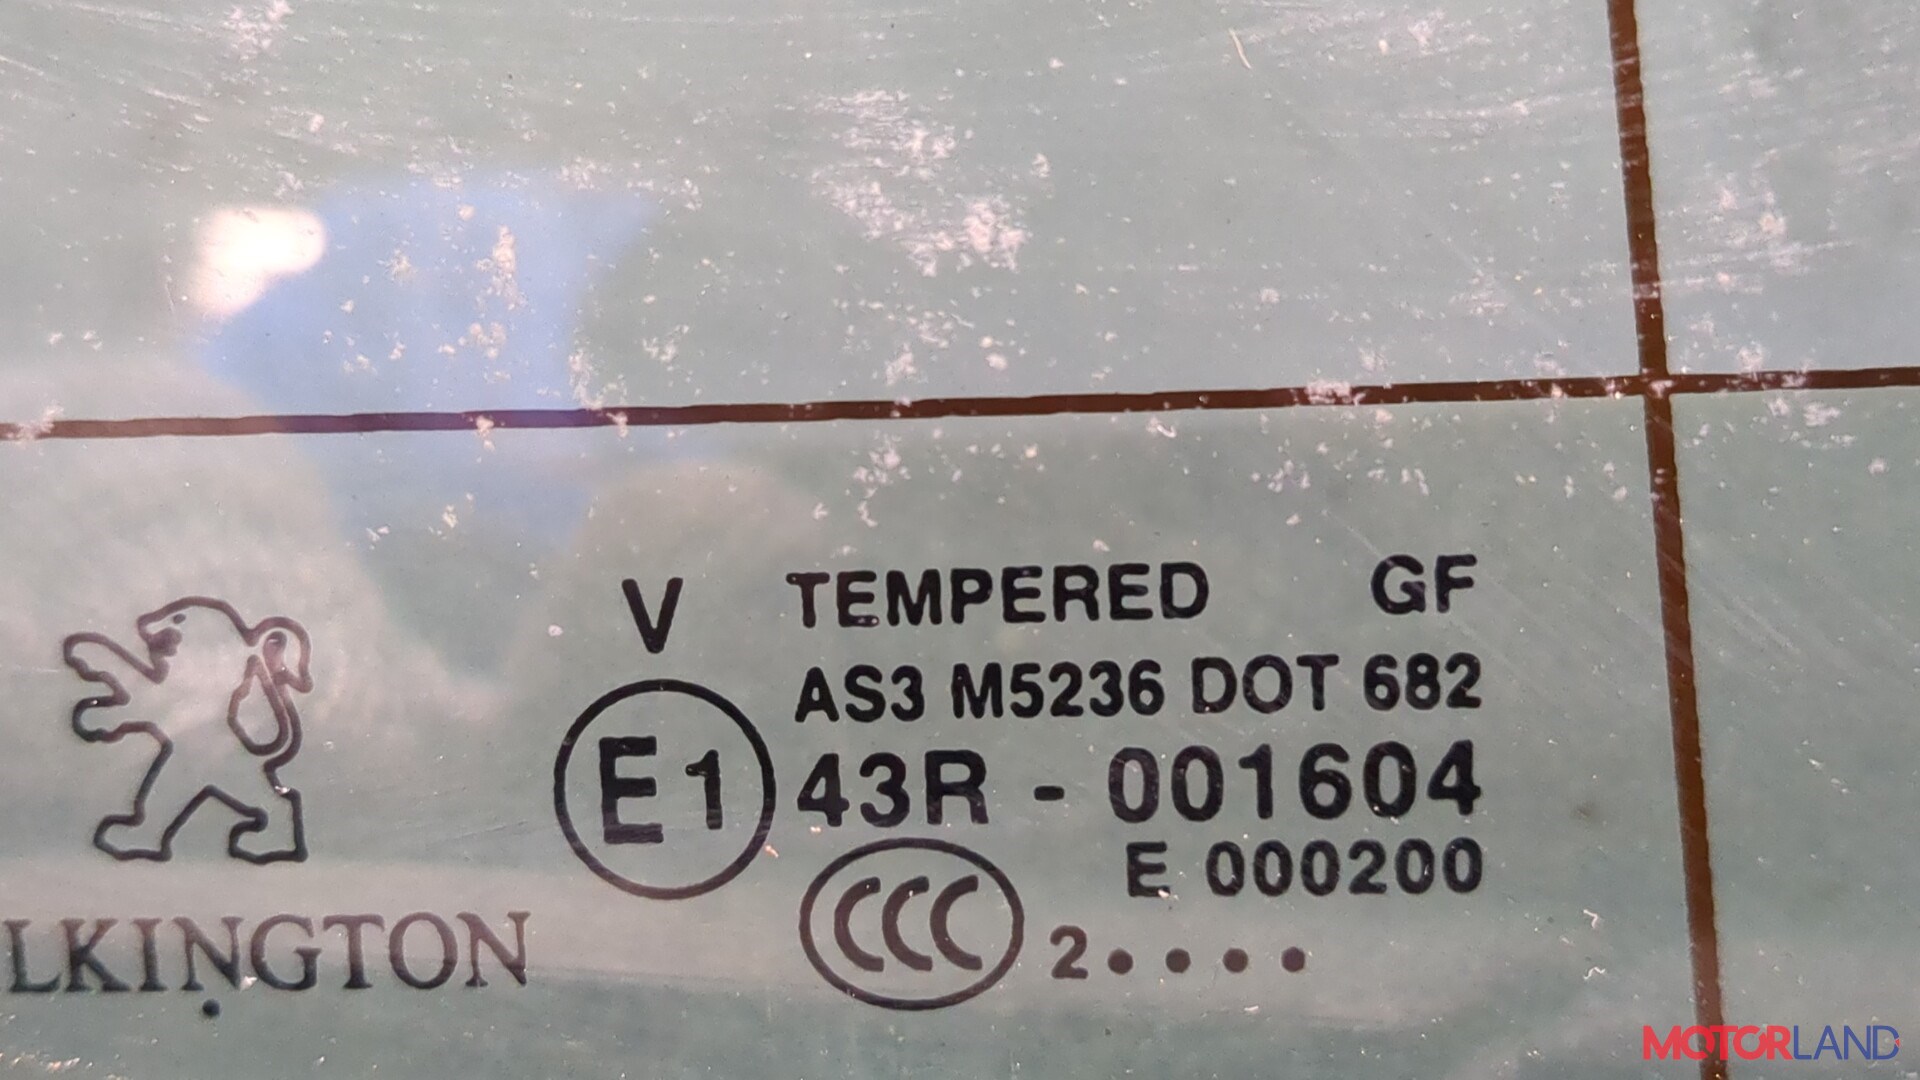 V TEMPERED GF
AS3 M5236 DOT 682
E1 43R - 001604
E 000200
LKINGTON
CCC 2••••
MOTORLAND